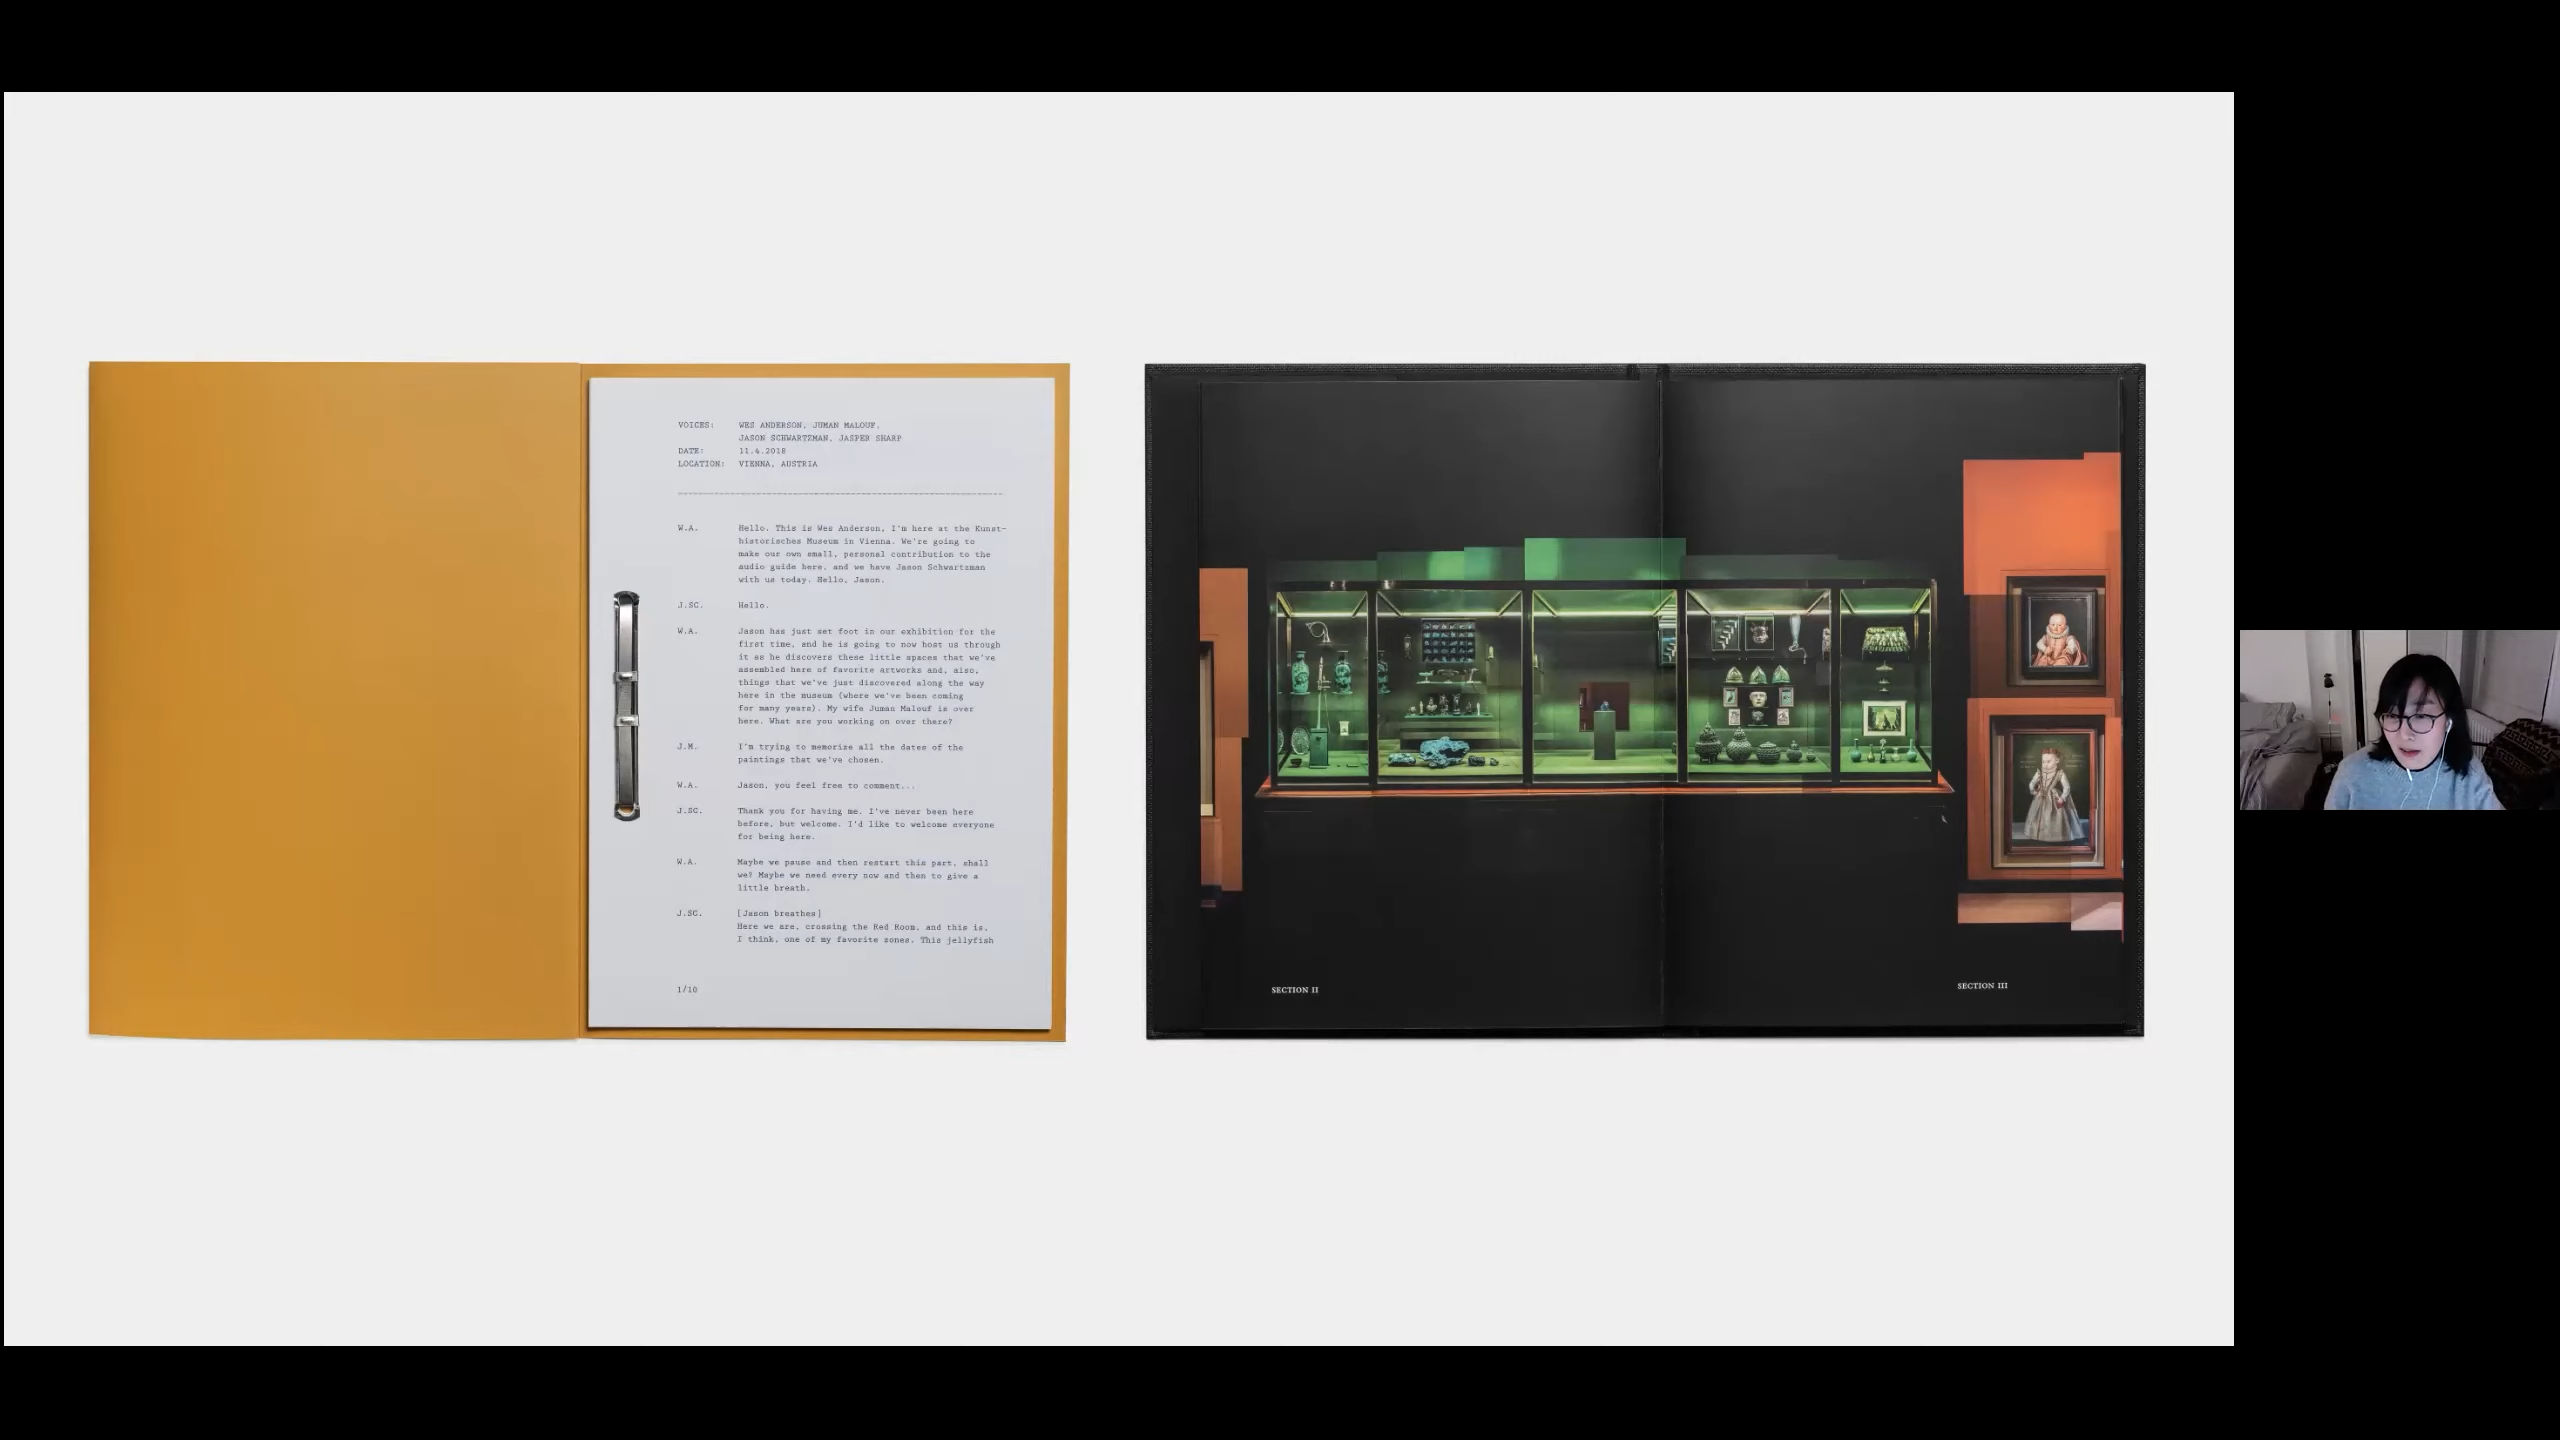 VOICES: WES ANDERSON, JUMAN MALOUF,
JASON SCHWARTZMAN, JASPER SHARP
DATE: 11.4.2018
LOCATION: VIENNA, AUSTRIA
W.A. Hello. This is Wes Anderson, I'm here at the Kunst-
historisches Museum in Vienna. We're going to
make our own small, personal contribution to the
audio guide here, and we have Jason Schwartzman
with us today. Hello, Jason.
J.SC. Hello.
W.A. Jason has just set foot in our exhibition for the
first time, and he is going to now host us through
it as he discovers these little spaces that we've
assembled here of favorite artworks and, also,
things that we've just discovered along the way
here in the museum (where we've been coming
for many years). My wife Juman Malouf is over
here. What are you working on over there?
J.M. I'm trying to memorize all the dates of the
paintings that we've chosen.
W.A. Jason, you feel free to comment...
J.SC. Thank you for having me. I've never been here
before, but welcome. I'd like to welcome everyone
for being here.
W.A. Maybe we pause and then restart this part, shall
we? Maybe we need every now and then to give a
little breath.
J.SC. [Jason breathes]
Here we are, crossing the Red Room, and this is,
I think, one of my favorite zones. This jellyfish
1/10
SECTION II
SECTION III